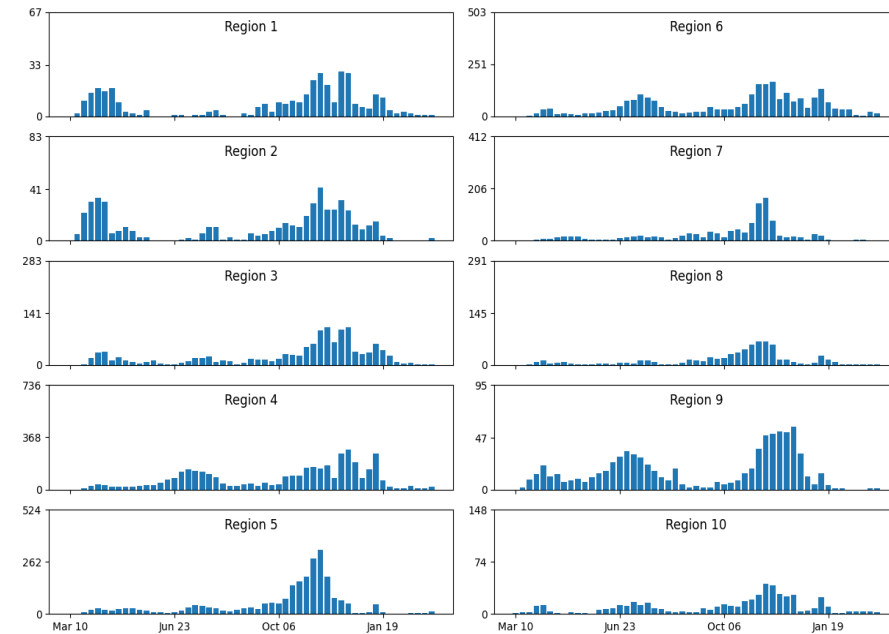 67
Region 1
33
0
503
Region 6
251
0
83
Region 2
41
0
412
Region 7
206
0
283
Region 3
141
0
291
Region 8
145
0
736
Region 4
368
0
95
Region 9
47
0
524
Region 5
262
0
Mar 10 Jun 23 Oct 06 Jan 19
148
Region 10
74
0
Mar 10 Jun 23 Oct 06 Jan 19